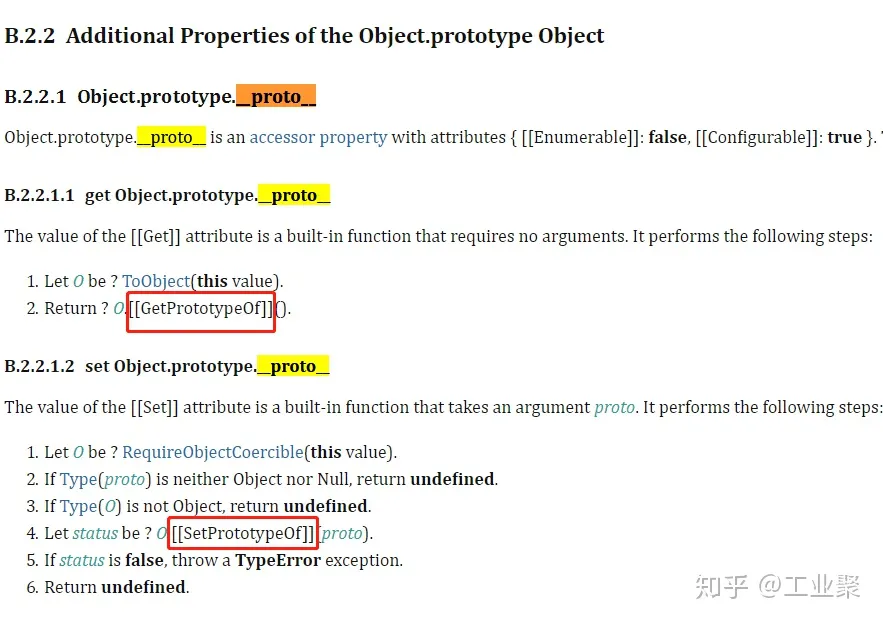 B.2.2 Additional Properties of the Object.prototype Object
B.2.2.1 Object.prototype.__proto__
Object.prototype.__proto__ is an accessor property with attributes { [[Enumerable]]: false, [[Configurable]]: true }.
B.2.2.1.1 get Object.prototype.__proto__
The value of the [[Get]] attribute is a built-in function that requires no arguments. It performs the following steps:
1. Let O be ? ToObject(this value).
2. Return ? O.[[GetPrototypeOf]]().
B.2.2.1.2 set Object.prototype.__proto__
The value of the [[Set]] attribute is a built-in function that takes an argument proto. It performs the following steps:
1. Let O be ? RequireObjectCoercible(this value).
2. If Type(proto) is neither Object nor Null, return undefined.
3. If Type(O) is not Object, return undefined.
4. Let status be ? O.[[SetPrototypeOf]](proto).
5. If status is false, throw a TypeError exception.
6. Return undefined.
知乎 @工业聚